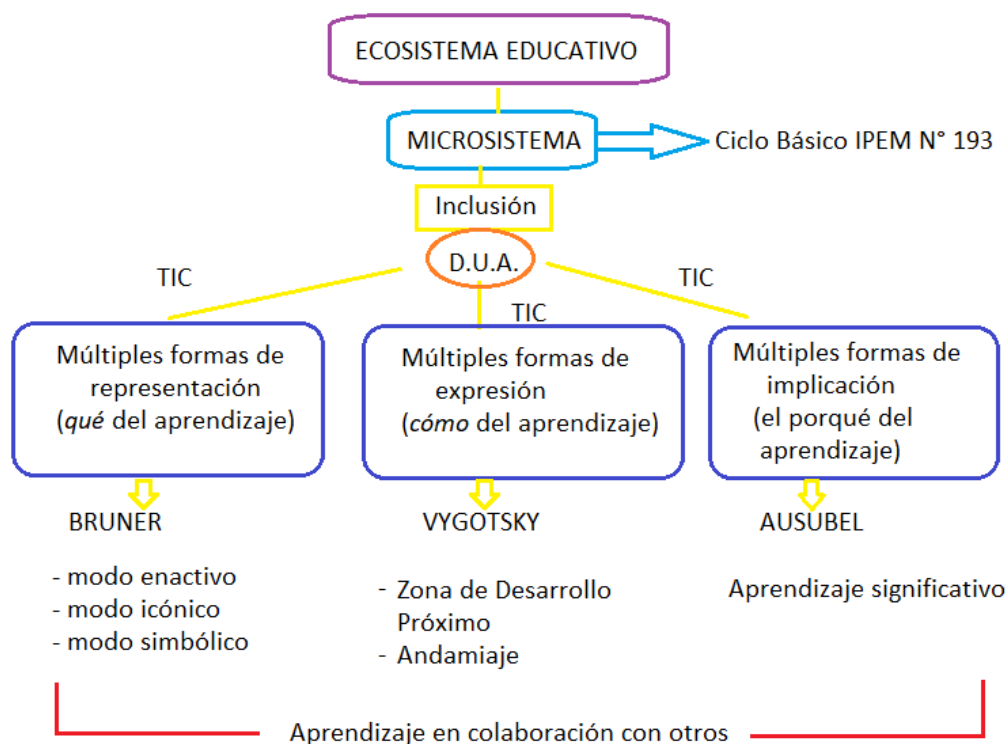 ECOSISTEMA EDUCATIVO
MICROSISTEMA
Ciclo Básico IPEM N° 193
Inclusión
D.U.A.
TIC
TIC
TIC
Múltiples formas de
representación
(qué del aprendizaje)
Múltiples formas de
expresión
(cómo del aprendizaje)
Múltiples formas de
implicación
(el porqué del
aprendizaje)
BRUNER
- modo enactivo
- modo icónico
- modo simbólico
VYGOTSKY
- Zona de Desarrollo
Próximo
- Andamiaje
AUSUBEL
Aprendizaje significativo
Aprendizaje en colaboración con otros